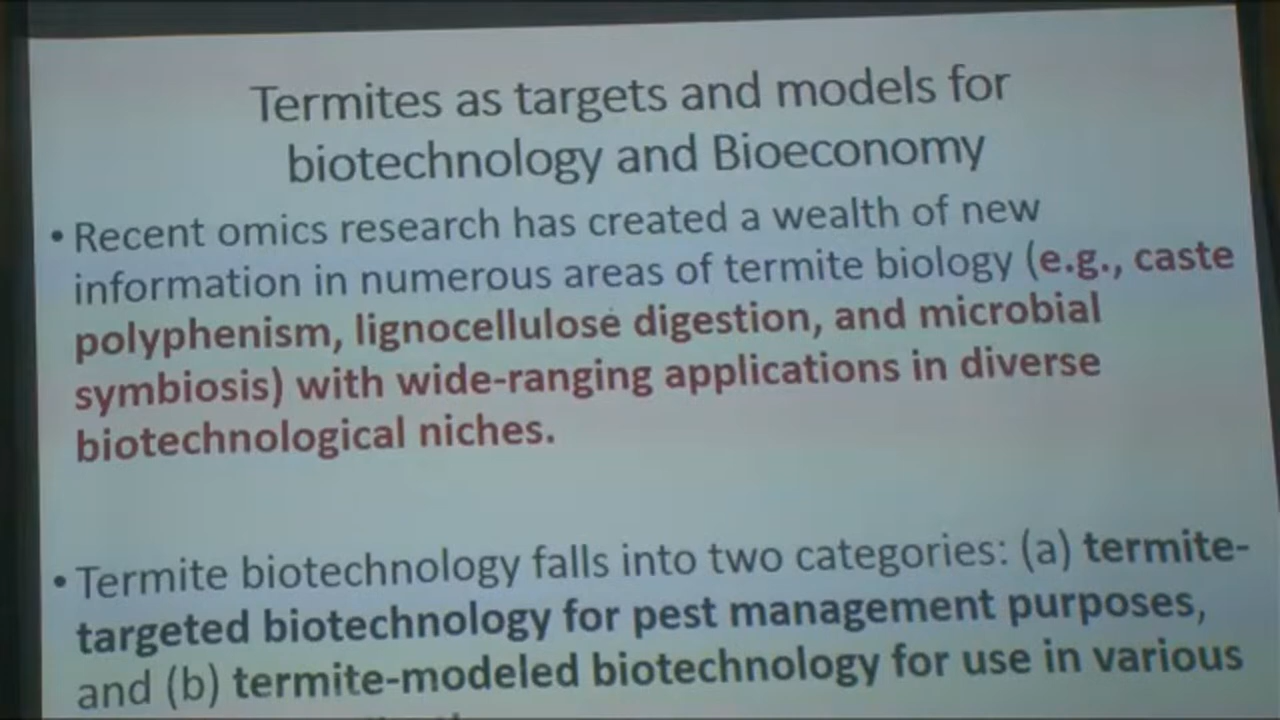 Termites as targets and models for
biotechnology and Bioeconomy
• Recent omics research has created a wealth of new
information in numerous areas of termite biology (e.g., caste
polyphenism, lignocellulose digestion, and microbial
symbiosis) with wide-ranging applications in diverse
biotechnological niches.
• Termite biotechnology falls into two categories: (a) termite-
targeted biotechnology for pest management purposes,
and (b) termite-modeled biotechnology for use in various